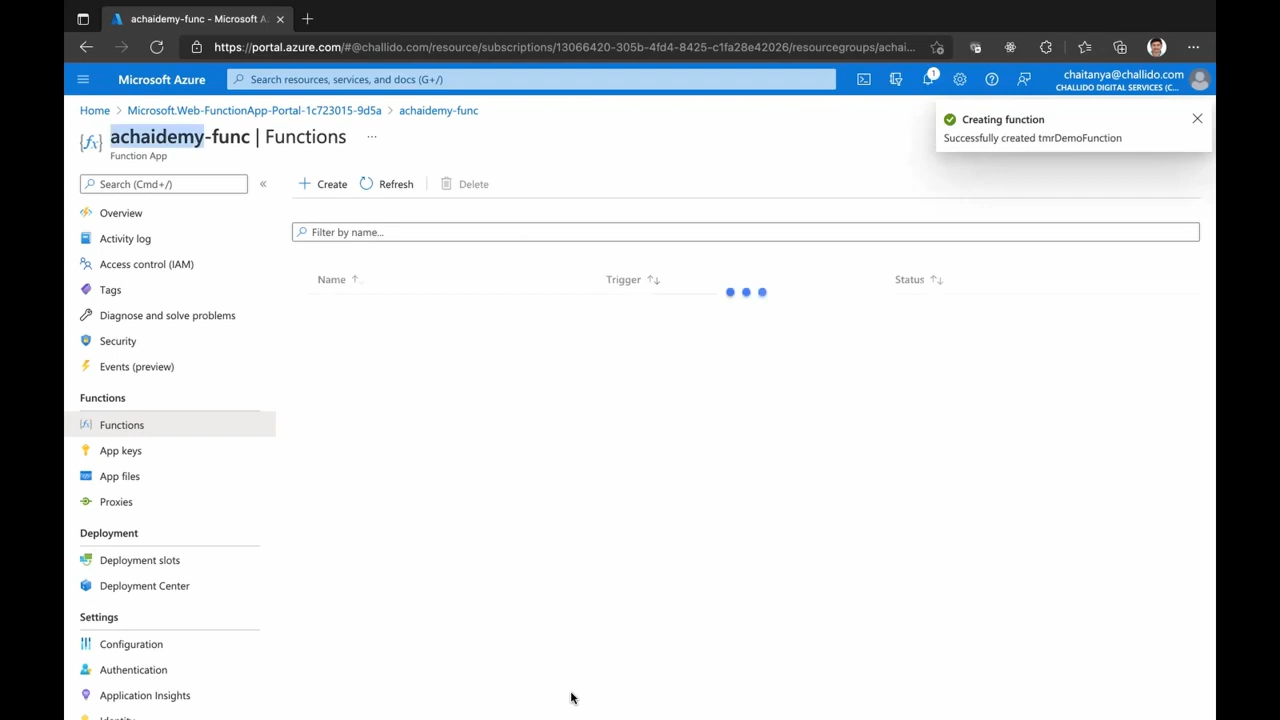 achaidemy-func - Microsoft A
https://portal.azure.com/#@challido.com/resource/subscriptions/13066420-305b-4fd4-8425-c1fa28e42026/resourcegroups/achai...
Microsoft Azure
Search resources, services, and docs (G+/)
1
chaitanya@challido.com
CHALLIDO DIGITAL SERVICES (C...
Home > Microsoft.Web-FunctionApp-Portal-1c723015-9d5a > achaidemy-func
achaidemy-func | Functions ...
Function App
Creating function
Successfully created tmrDemoFunction
Search (Cmd+/)
«
Create
Refresh
Delete
Filter by name...
Name
Trigger
Status
Overview
Activity log
Access control (IAM)
Tags
Diagnose and solve problems
Security
Events (preview)
Functions
Functions
App keys
App files
Proxies
Deployment
Deployment slots
Deployment Center
Settings
Configuration
Authentication
Application Insights
Identity